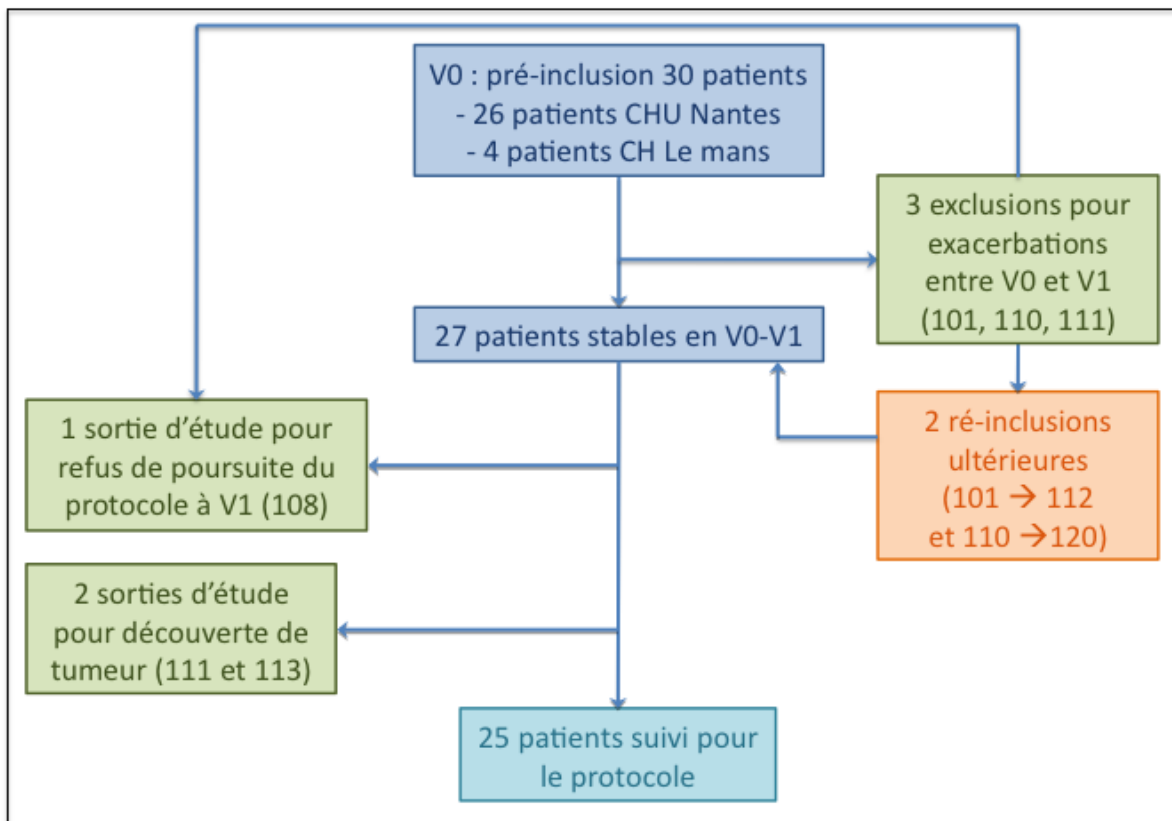 V0 : pré-inclusion 30 patients
- 26 patients CHU Nantes
- 4 patients CH Le mans
3 exclusions pour
exacerbations
entre V0 et V1
(101, 110, 111)
27 patients stables en V0-V1
1 sortie d’étude pour
refus de poursuite du
protocole à V1 (108)
2 ré-inclusions
ultérieures
(101 → 112
et 110 →120)
2 sorties d’étude
pour découverte de
tumeur (111 et 113)
25 patients suivi pour
le protocole